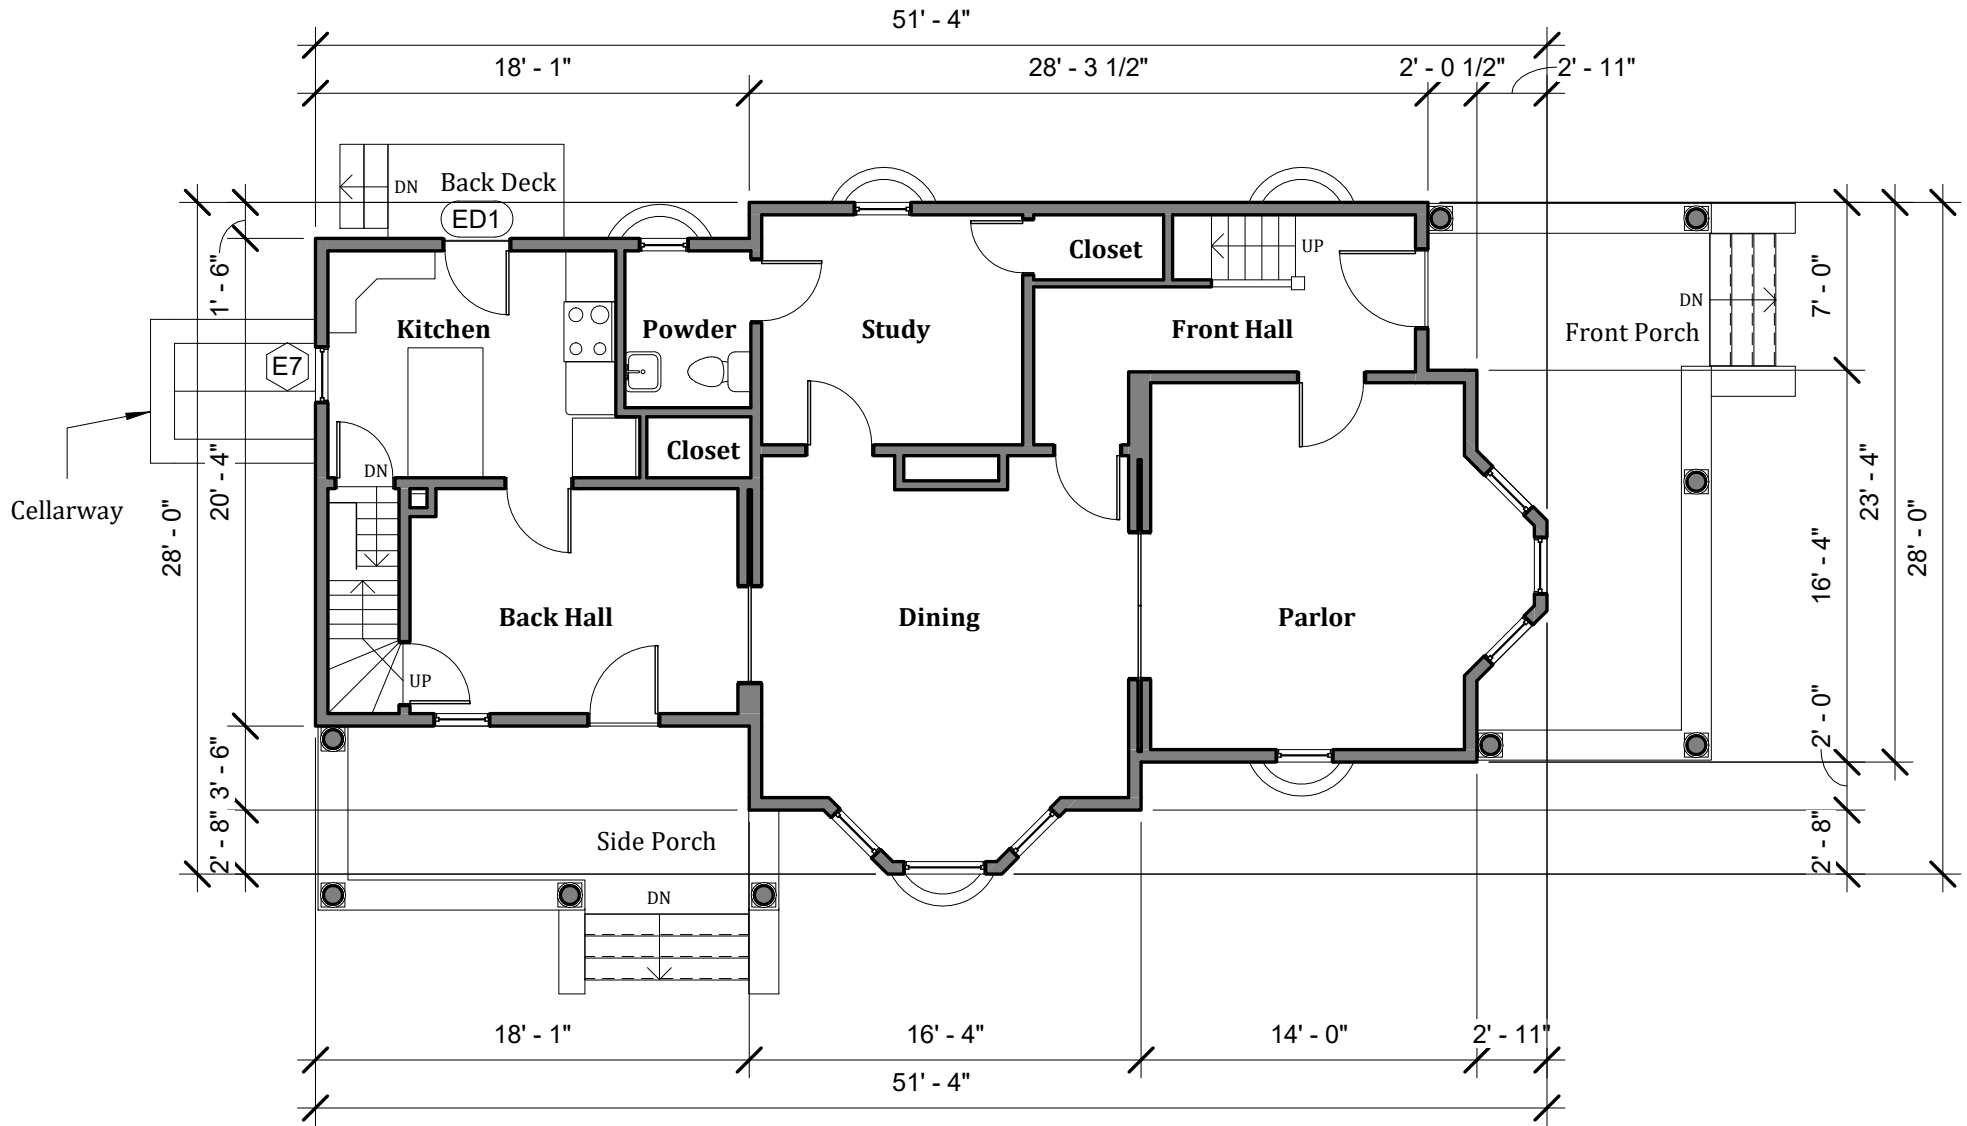 51' - 4"
18' - 1"
28' - 3 1/2"
2' - 0 1/2"
2' - 11"
DN
Back Deck
ED1
Closet
UP
1' - 6"
7' - 0"
Kitchen
Powder
Study
Front Hall
DN
Front Porch
E7
Closet
DN
Cellarway
20' - 4"
28' - 0"
23' - 4"
28' - 0"
16' - 4"
Back Hall
Dining
Parlor
UP
2' - 0"
3' - 6"
2' - 8"
Side Porch
2' - 8"
DN
18' - 1"
16' - 4"
14' - 0"
2' - 11"
51' - 4"